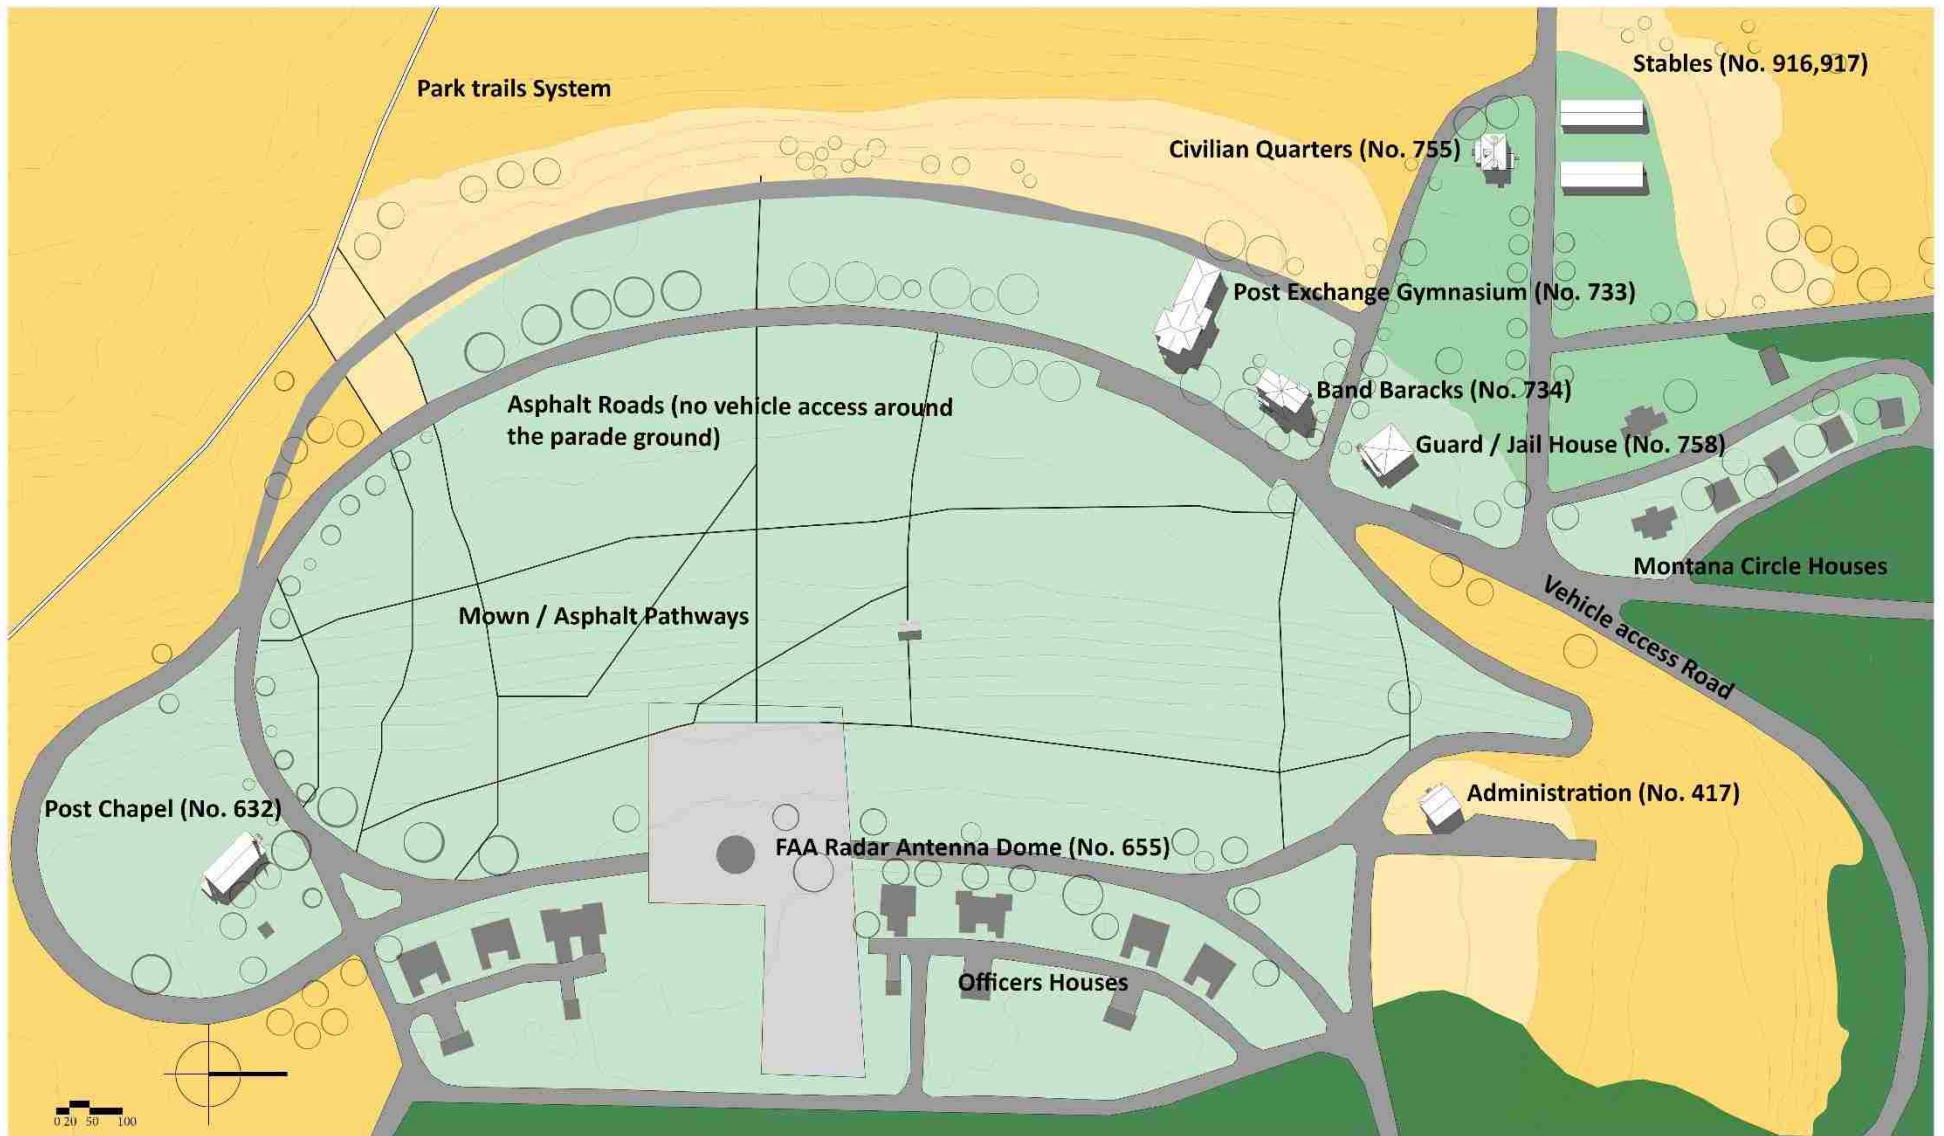 Stables (No. 916,917)
Park trails System
Civilian Quarters (No. 755)
Post Exchange Gymnasium (No. 733)
Band Baracks (No. 734)
Asphalt Roads (no vehicle access around
the parade ground)
Guard / Jail House (No. 758)
Montana Circle Houses
Mown / Asphalt Pathways
Vehicle access Road
Administration (No. 417)
Post Chapel (No. 632)
FAA Radar Antenna Dome (No. 655)
Officers Houses
0 20 50 100